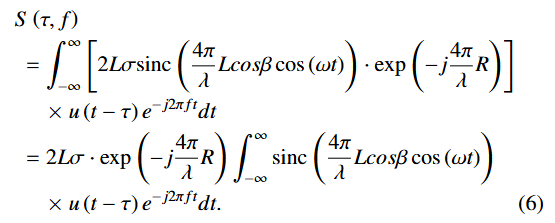 S (τ, f)
= ∫_{-∞}^{∞} [2Lσsinc (4π/λ Lcosβ cos (ωt)) · exp (−j 4π/λ R)]
× u (t − τ) e^{−j2πft} dt
= 2Lσ · exp (−j 4π/λ R) ∫_{-∞}^{∞} sinc (4π/λ Lcosβ cos (ωt))
× u (t − τ) e^{−j2πft} dt. (6)